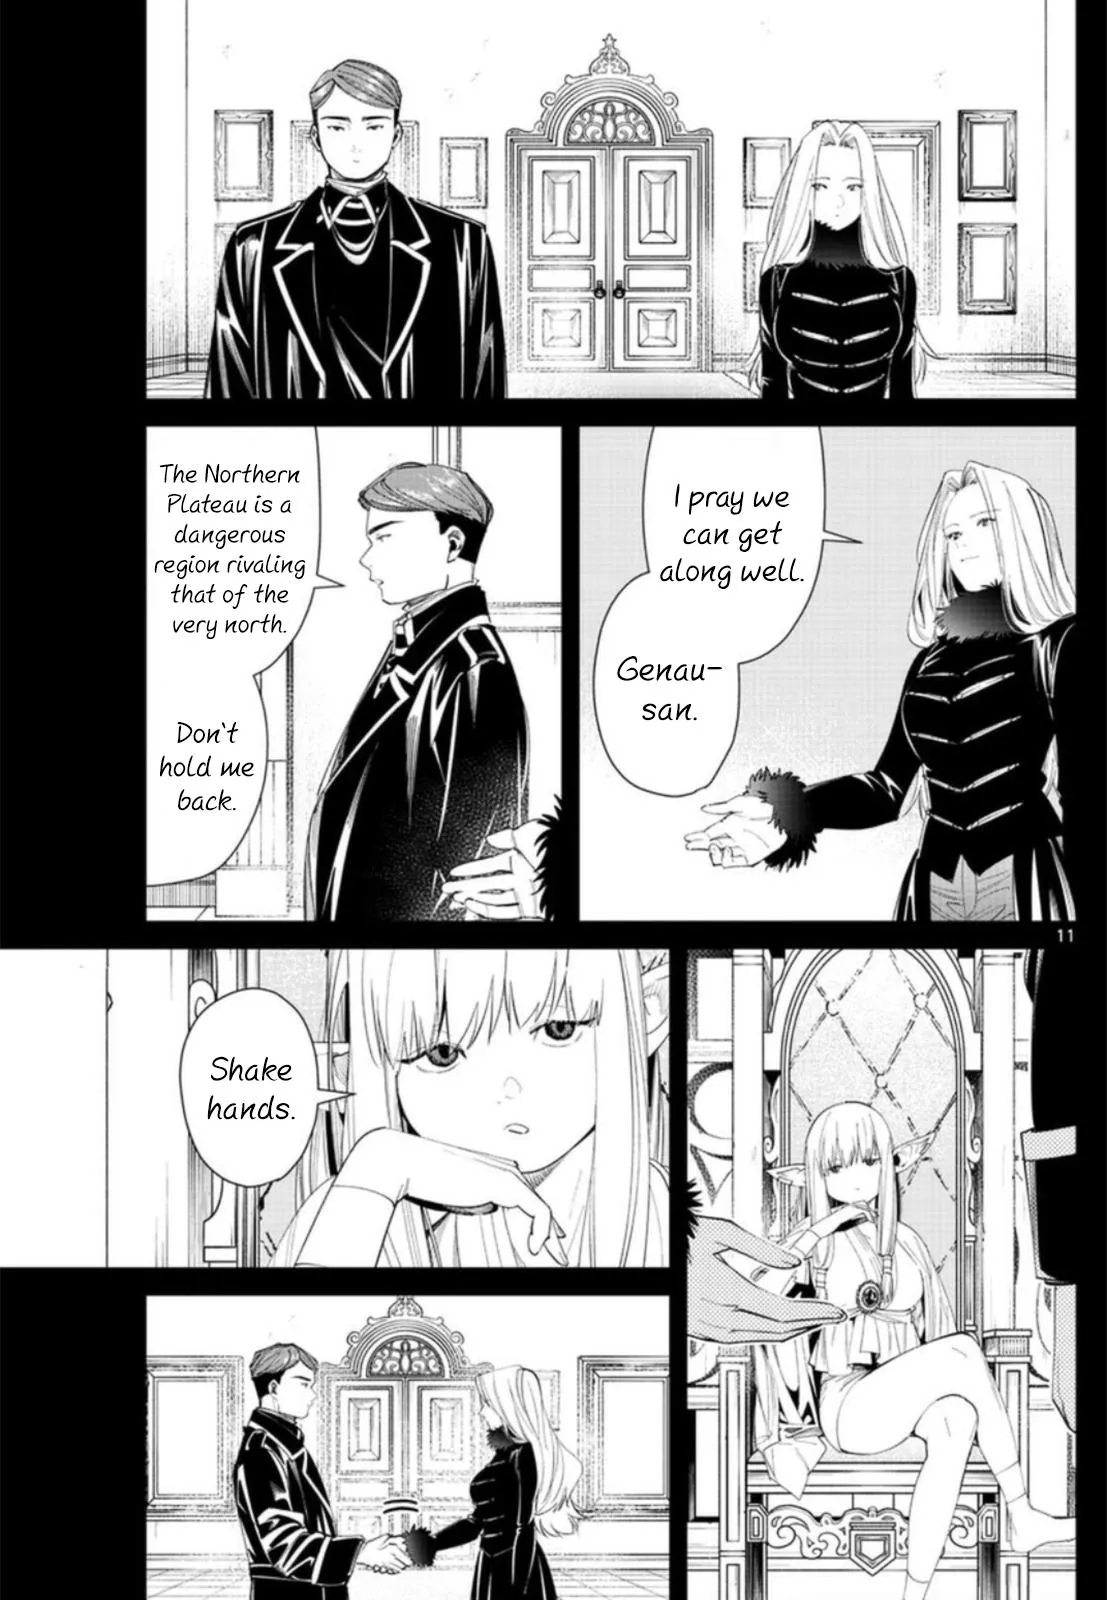 I pray we
can get
along well.
Genau-
san.
The Northern
Plateau is a
dangerous
region rivaling
that of the
very north.
Don't
hold me
back.
11
Shake
hands.